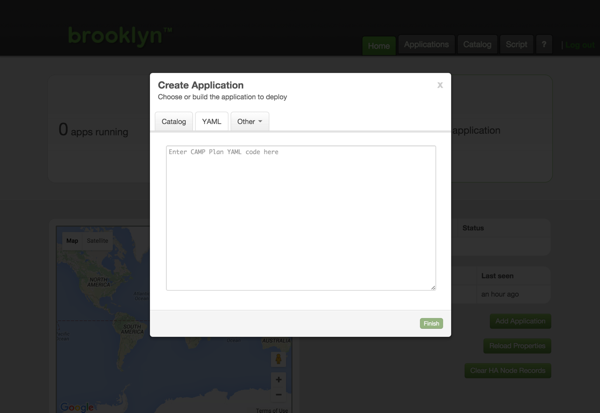 brooklyn™
Home
Applications
Catalog
Script
?
Log out
Create Application
X
Choose or build the application to deploy
Catalog
YAML
Other
0 apps running
application
Enter CAMP Plan YAML code here
Map
Satellite
NORTH
AMERICA
SOUTH
AMERICA
AUSTRALIA
Google
Terms of Use
Status
Last seen
an hour ago
Add Application
Reload Properties
Clear HA Node Records
+
−
Finish